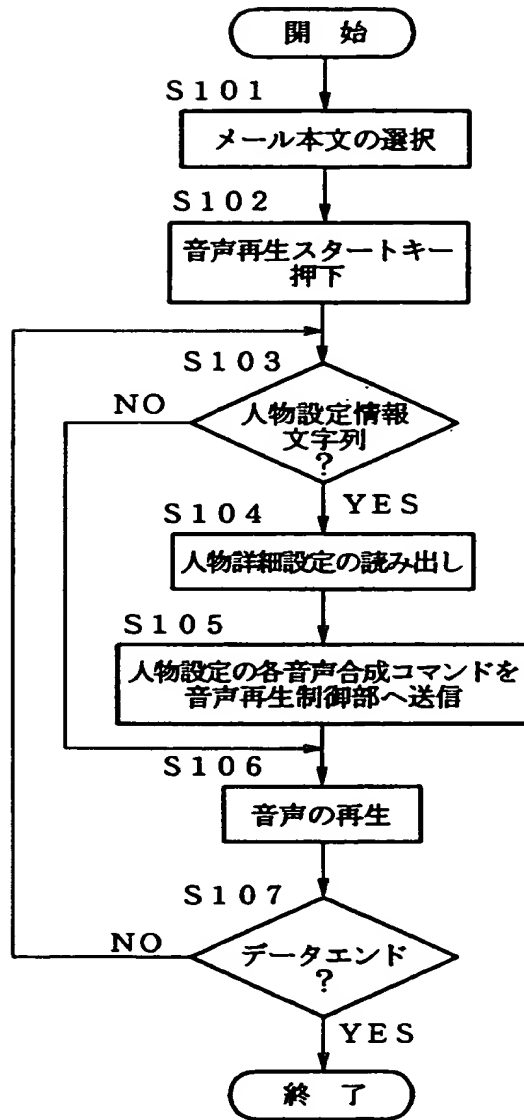 開 始
S101
メール本文の選択
S102
音声再生スタートキー
押下
S103
NO
人物設定情報
文字列
?
YES
S104
人物詳細設定の読み出し
S105
人物設定の各音声合成コマンドを
音声再生制御部へ送信
S106
音声の再生
S107
NO
データエンド
?
YES
終 了